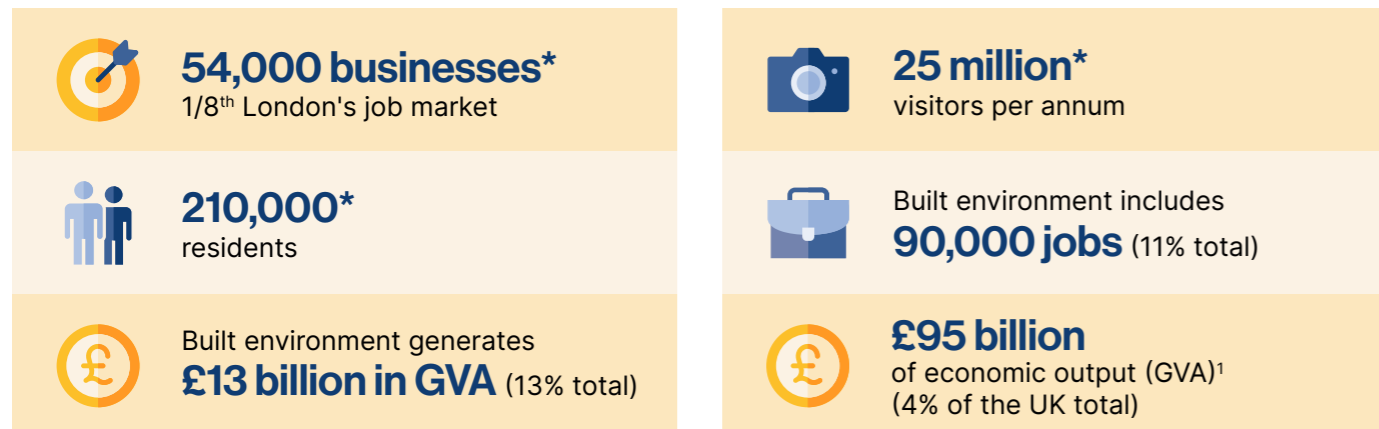 54,000 businesses*
1/8th London's job market
210,000*
residents
Built environment generates
£13 billion in GVA (13% total)
25 million*
visitors per annum
Built environment includes
90,000 jobs (11% total)
£95 billion
of economic output (GVA)1
(4% of the UK total)